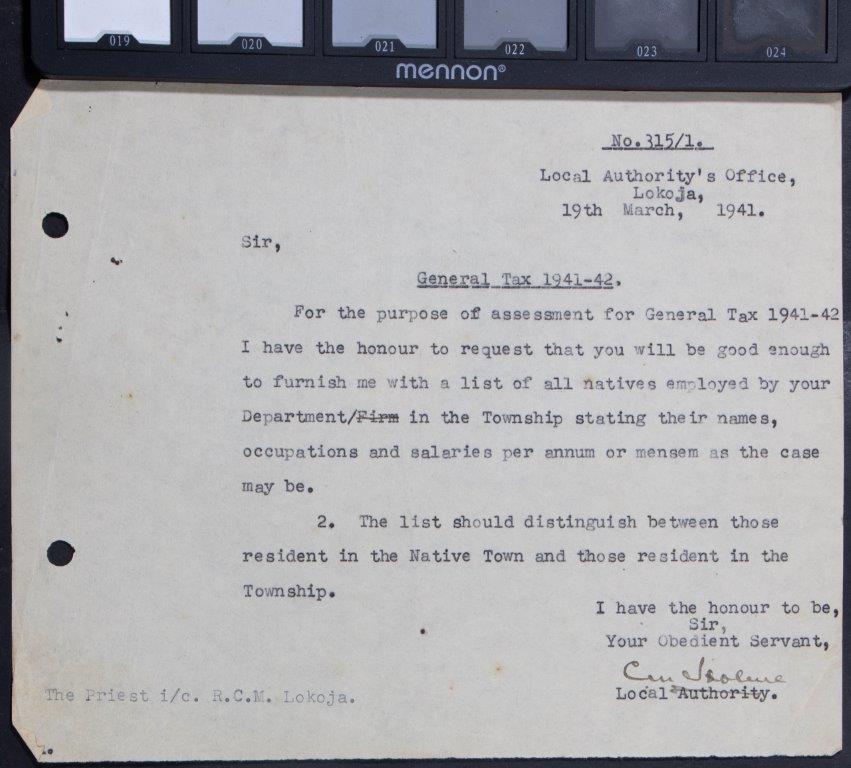 019 020 021 022 023 024
mennon®
No.315/1.
Local Authority's Office,
Lokoja,
19th March, 1941.
Sir,
General Tax 1941-42.
For the purpose of assessment for General Tax 1941-42
I have the honour to request that you will be good enough
to furnish me with a list of all natives employed by your
Department/Firm in the Township stating their names,
occupations and salaries per annum or mensem as the case
may be.
2. The list should distinguish between those
resident in the Native Town and those resident in the
Township.
I have the honour to be,
Sir,
Your Obedient Servant,
Local Authority.
The Priest i/c. R.C.M. Lokoja.